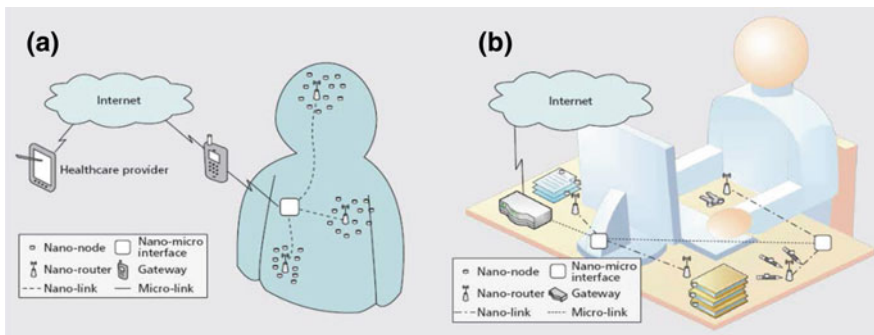 (a)
Internet
Healthcare provider
Nano-node
Nano-micro
interface
Nano-router
Gateway
Nano-link
Micro-link
(b)
Internet
Nano-node
Nano-micro
interface
Nano-router
Gateway
Nano-link
Micro-link